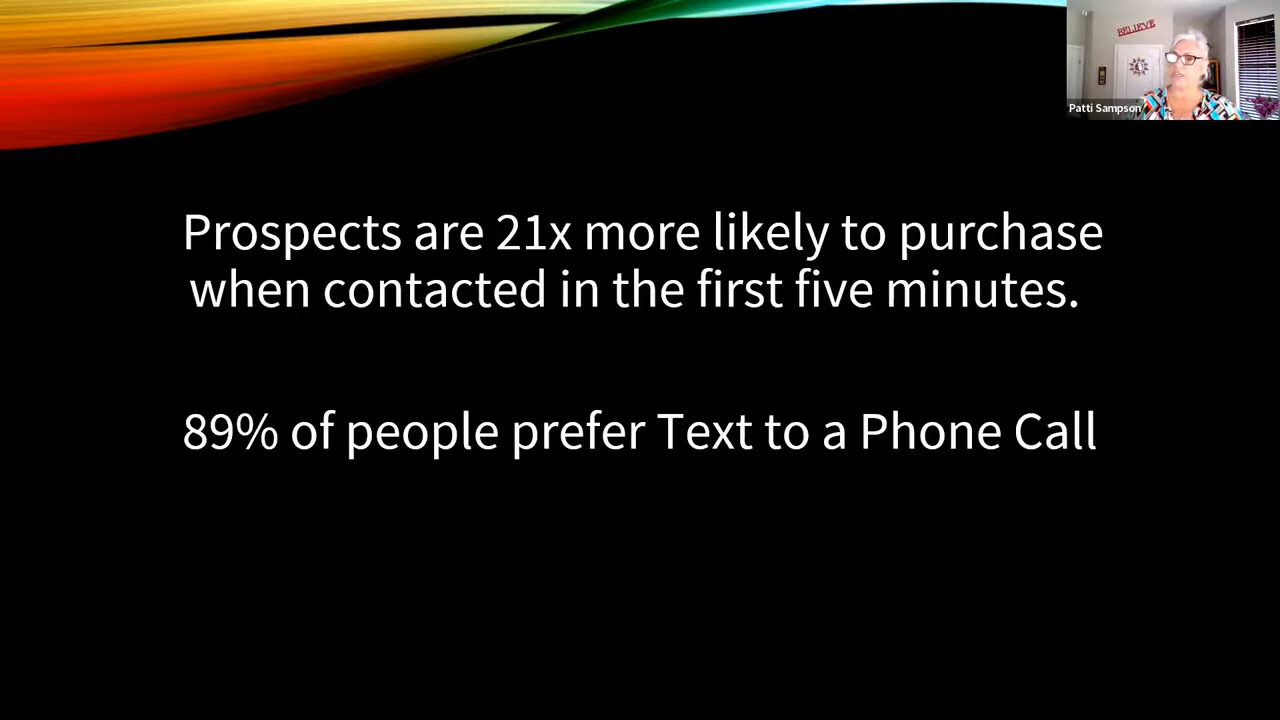 BELIEVE
Patti Sampson
Prospects are 21x more likely to purchase
when contacted in the first five minutes.
89% of people prefer Text to a Phone Call